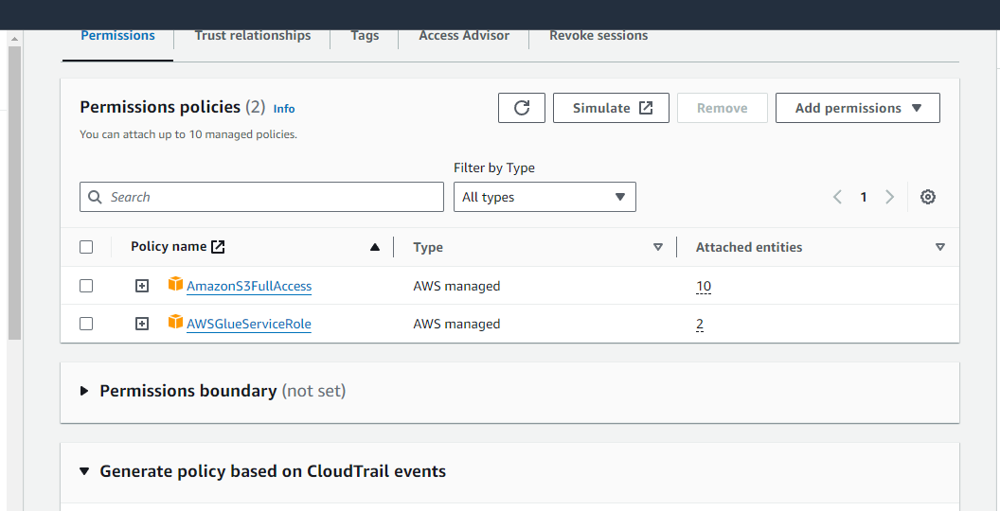 Permissions Trust relationships Tags Access Advisor Revoke sessions
Permissions policies (2) Info
Simulate Remove Add permissions
You can attach up to 10 managed policies.
Filter by Type
Search All types 1
Policy name Type Attached entities
AmazonS3FullAccess AWS managed 10
AWSGlueServiceRole AWS managed 2
Permissions boundary (not set)
Generate policy based on CloudTrail events